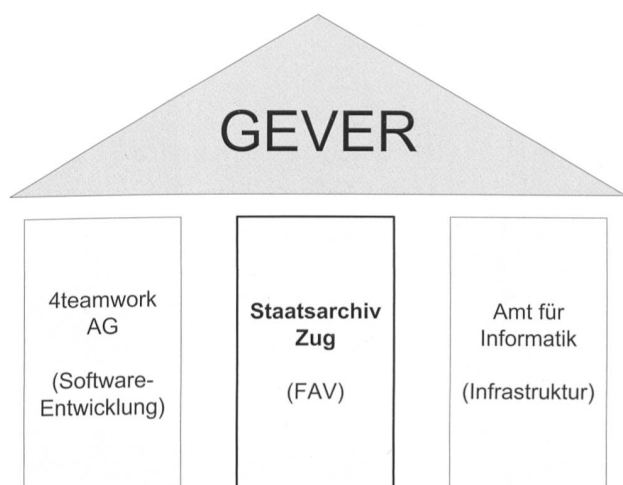 GEVER
4teamwork
AG
(Software-
Entwicklung)
Staatsarchiv
Zug
(FAV)
Amt für
Informatik
(Infrastruktur)